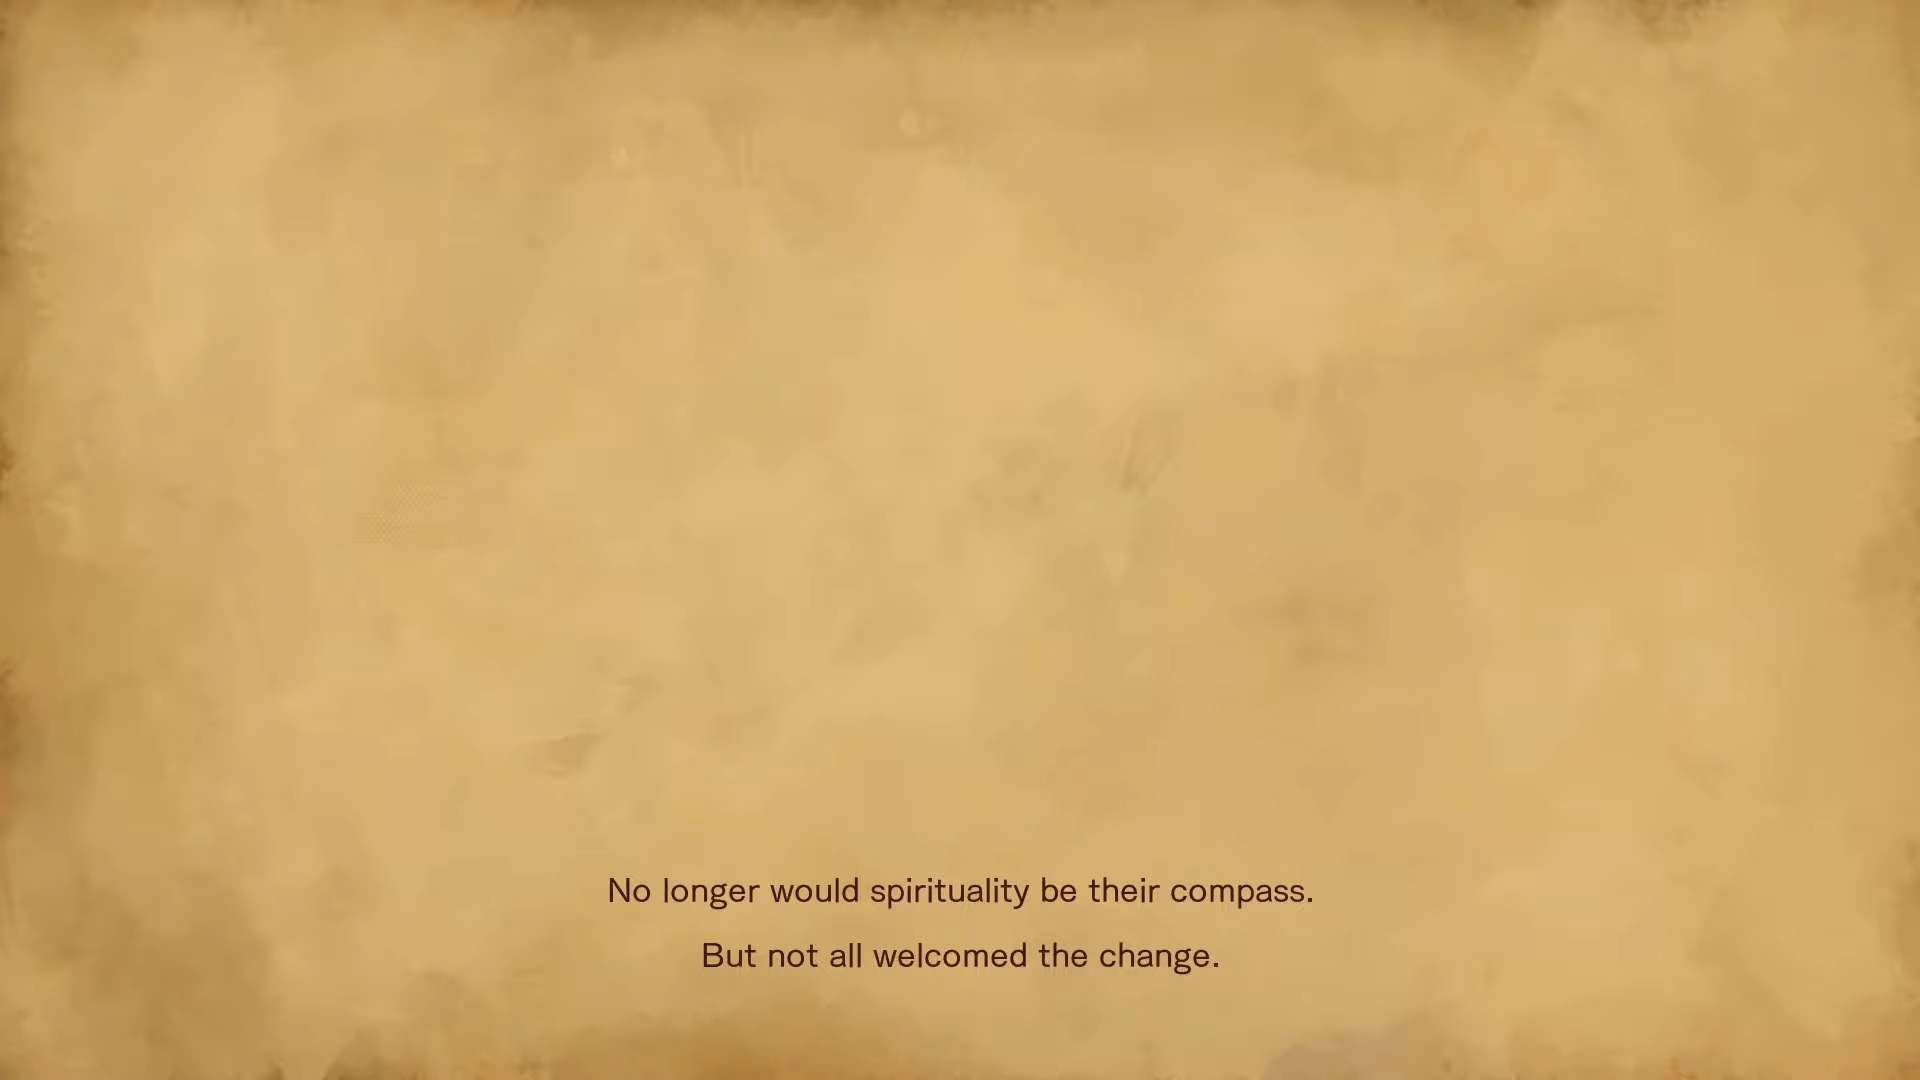 No longer would spirituality be their compass.
But not all welcomed the change.